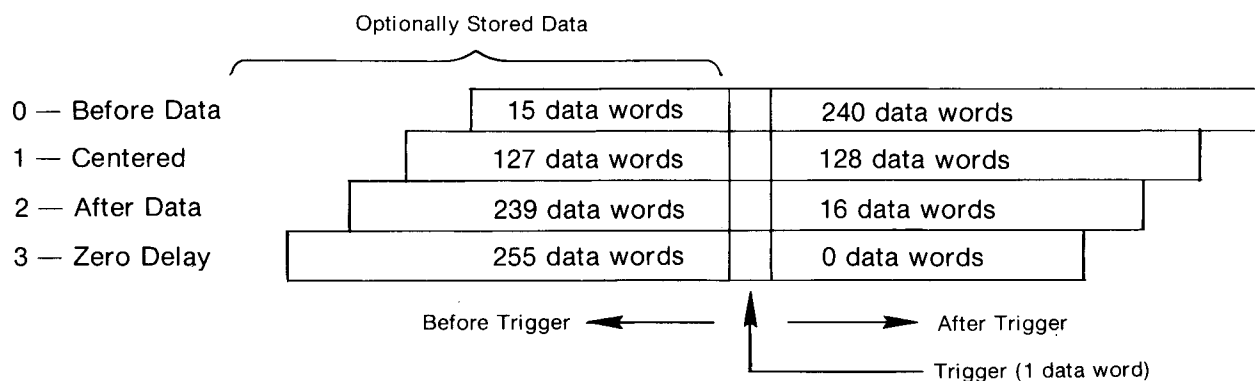 Optionally Stored Data
0 — Before Data 15 data words 240 data words
1 — Centered 127 data words 128 data words
2 — After Data 239 data words 16 data words
3 — Zero Delay 255 data words 0 data words
Before Trigger After Trigger
Trigger (1 data word)